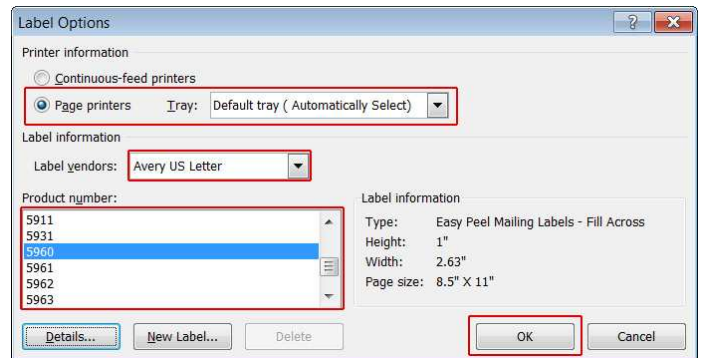 Label Options
Printer information
Continuous-feed printers
Page printers Tray: Default tray ( Automatically Select)
Label information
Label vendors: Avery US Letter
Product number:
5911
5931
5960
5961
5962
5963
Label information
Type: Easy Peel Mailing Labels - Fill Across
Height: 1"
Width: 2.63"
Page size: 8.5" X 11"
Details... New Label... Delete OK Cancel